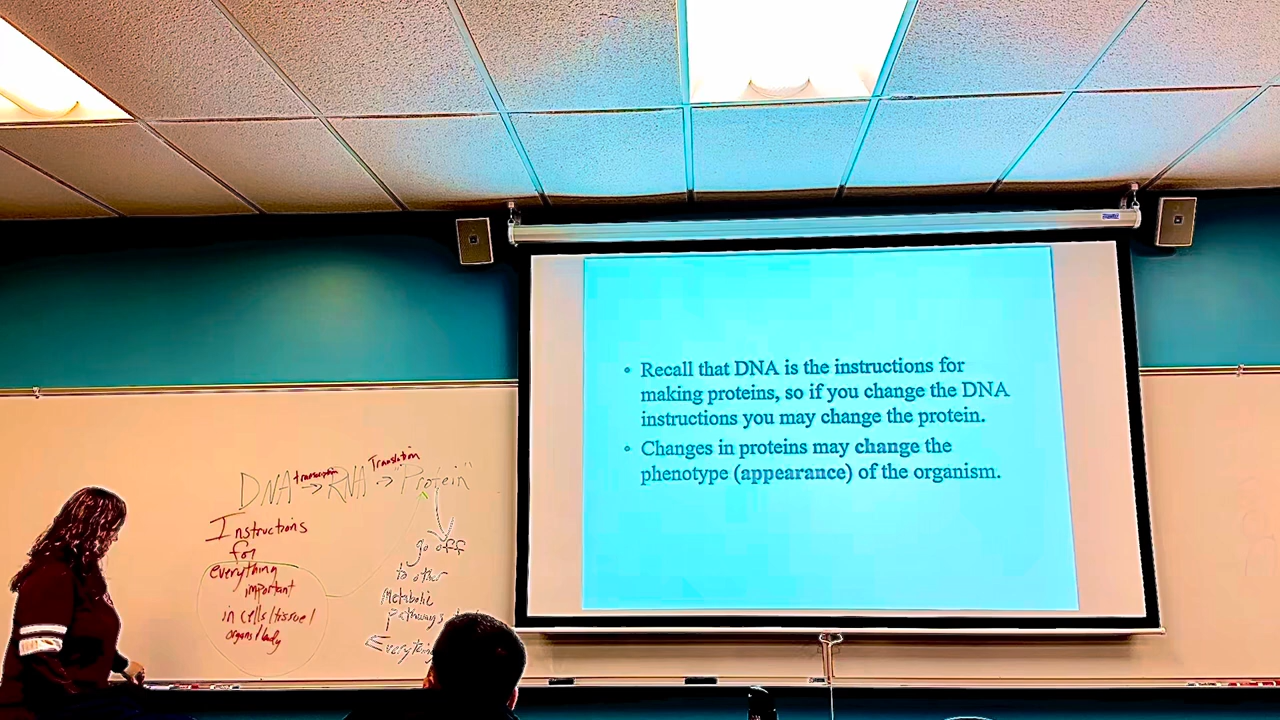 Recall that DNA is the instructions for
making proteins, so if you change the DNA
instructions you may change the protein.
Changes in proteins may change the
phenotype (appearance) of the organism.
transcription Translation
DNA → RNA → "Protein"
Instructions
for
everything
important
in cells/tissue/
organs/body
go off
to other
Metabolic
pathways
everything